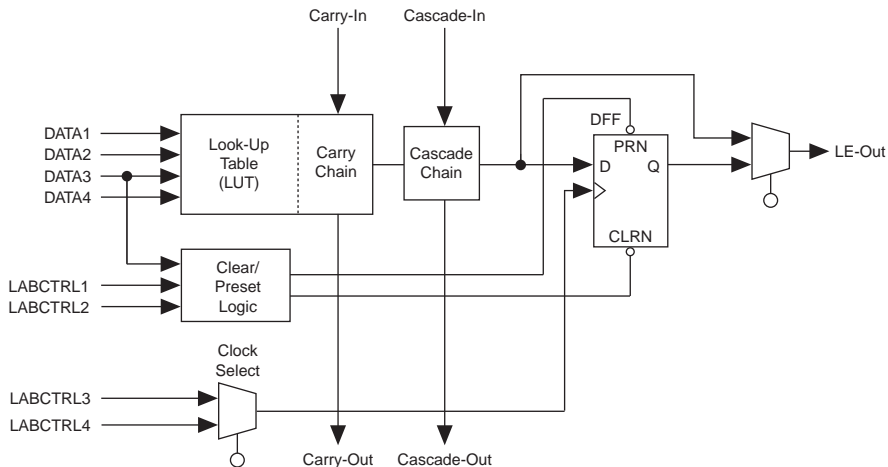 Carry-In
Cascade-In
DFF
DATA1
DATA2
DATA3
DATA4
Look-Up
Table
(LUT)
Carry
Chain
Cascade
Chain
PRN
D
Q
CLRN
LE-Out
LABCTRL1
LABCTRL2
Clear/
Preset
Logic
Clock
Select
LABCTRL3
LABCTRL4
Carry-Out
Cascade-Out